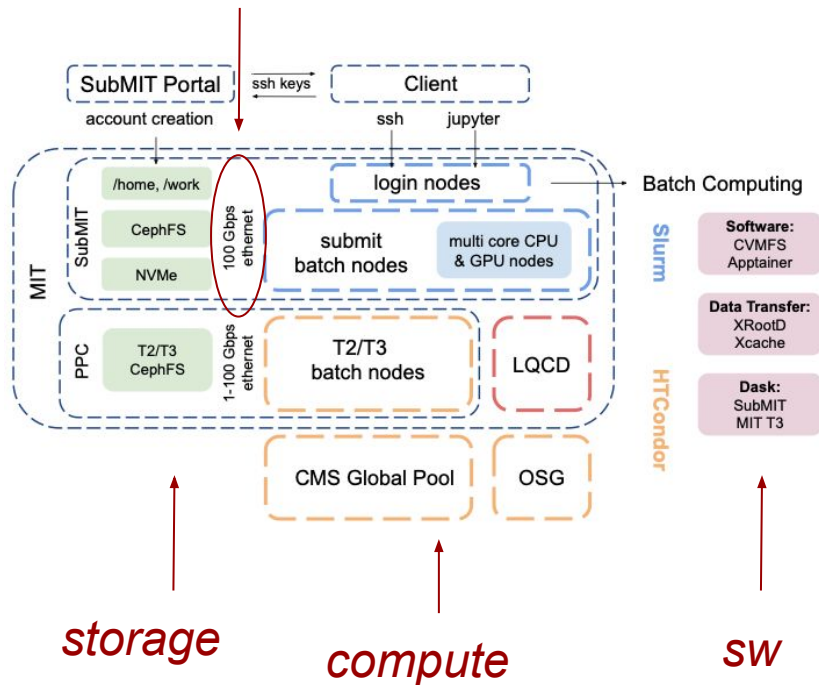 SubMIT Portal
ssh keys
Client
account creation
ssh
jupyter
MIT
SubMIT
/home, /work
CephFS
NVMe
100 Gbps
ethernet
login nodes
submit
batch nodes
multi core CPU
& GPU nodes
Batch Computing
Slurm
HTCondor
Software:
CVMFS
Apptainer
Data Transfer:
XRootD
Xcache
Dask:
SubMIT
MIT T3
PPC
T2/T3
CephFS
1-100 Gbps
ethernet
T2/T3
batch nodes
LQCD
CMS Global Pool
OSG
storage
compute
sw